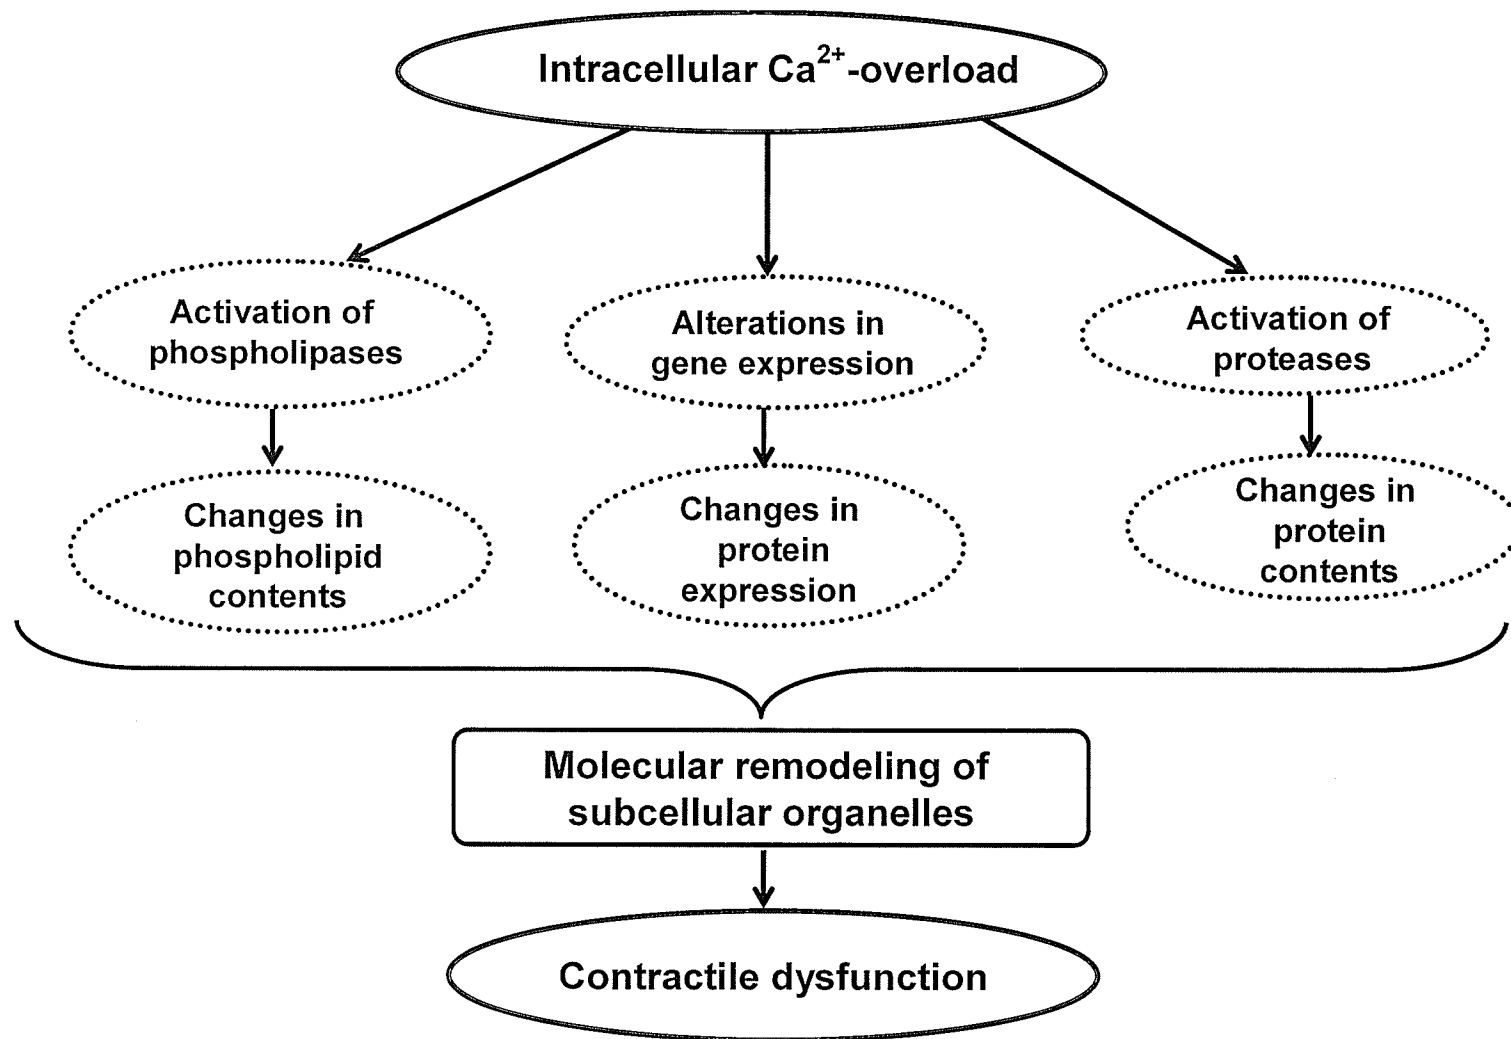 Intracellular Ca²⁺-overload
Activation of
phospholipases
Alterations in
gene expression
Activation of
proteases
Changes in
phospholipid
contents
Changes in
protein
expression
Changes in
protein
contents
Molecular remodeling of
subcellular organelles
Contractile dysfunction